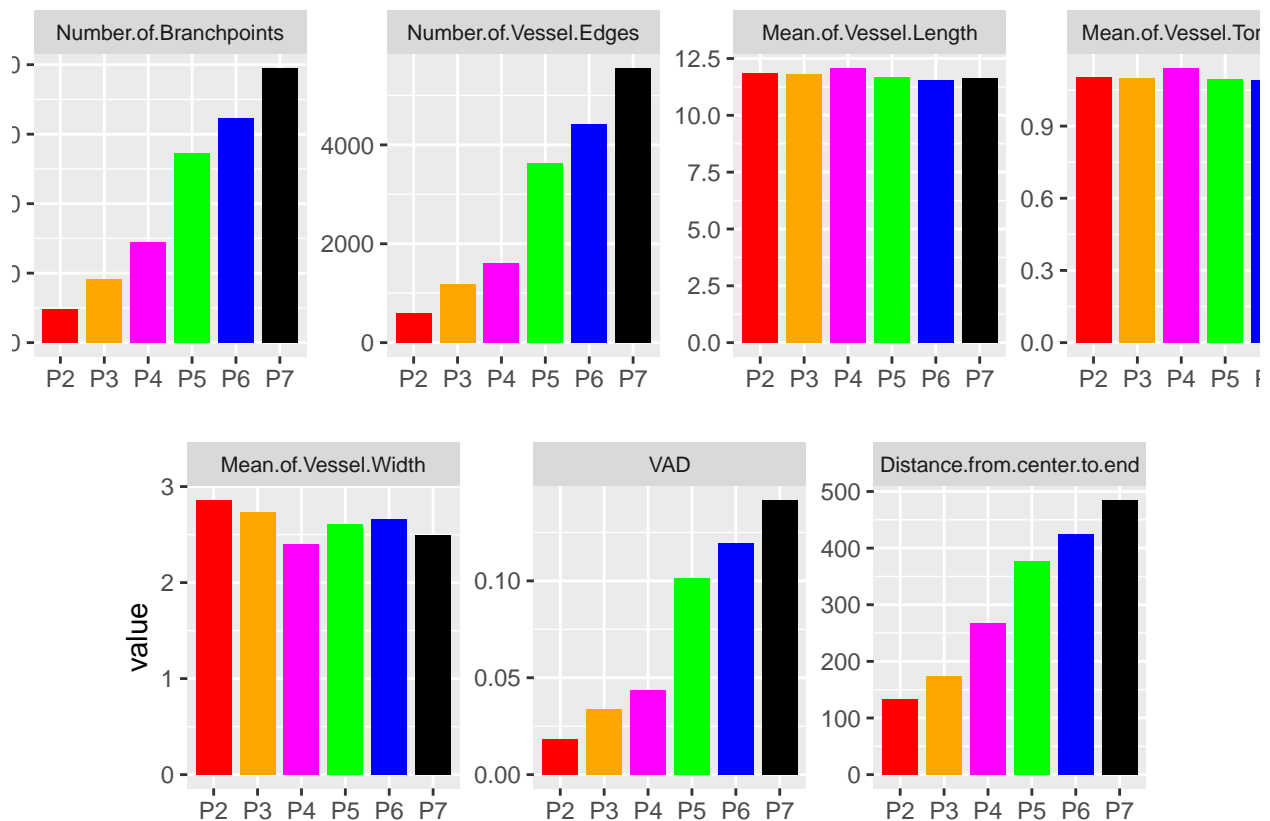 Number.of.Branchpoints
Number.of.Vessel.Edges
Mean.of.Vessel.Length
Mean.of.Vessel.
4000
2000
0
12.5
10.0
7.5
5.0
2.5
0.0
0.9
0.6
0.3
0.0
P2 P3 P4 P5 P6 P7
P2 P3 P4 P5 P6 P7
P2 P3 P4 P5 P6 P7
P2 P3 P4 P5
Mean.of.Vessel.Width
VAD
Distance.from.center.to.end
value
3
2
1
0
0.10
0.05
0.00
500
400
300
200
100
0
P2 P3 P4 P5 P6 P7
P2 P3 P4 P5 P6 P7
P2 P3 P4 P5 P6 P7